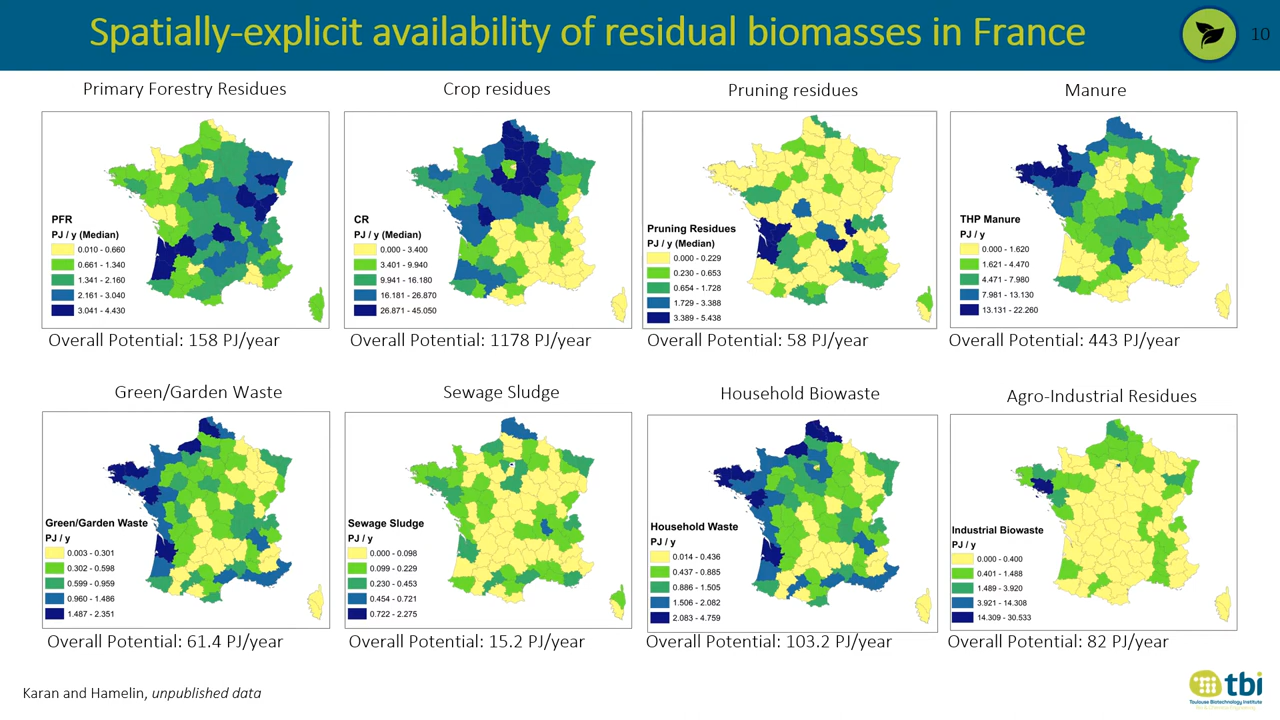 Spatially-explicit availability of residual biomasses in France
10
Primary Forestry Residues
Crop residues
Pruning residues
Manure
PFR
PJ / y (Median)
0.010 - 0.660
0.661 - 1.340
1.341 - 2.160
2.161 - 3.040
3.041 - 4.430
CR
PJ / y (Median)
0.000 - 3.400
3.401 - 9.940
9.941 - 16.180
16.181 - 26.870
26.871 - 45.050
Pruning Residues
PJ / y (Median)
0.000 - 0.229
0.230 - 0.653
0.654 - 1.728
1.729 - 3.388
3.389 - 5.438
THP Manure
PJ / y
0.000 - 1.620
1.621 - 4.470
4.471 - 7.980
7.981 - 13.130
13.131 - 22.260
Overall Potential: 158 PJ/year
Overall Potential: 1178 PJ/year
Overall Potential: 58 PJ/year
Overall Potential: 443 PJ/year
Green/Garden Waste
Sewage Sludge
Household Biowaste
Agro-Industrial Residues
Green/Garden Waste
PJ / y
0.003 - 0.301
0.302 - 0.598
0.599 - 0.959
0.960 - 1.486
1.487 - 2.351
Sewage Sludge
PJ / y
0.000 - 0.098
0.099 - 0.229
0.230 - 0.453
0.454 - 0.721
0.722 - 2.275
Household Waste
PJ / y
0.014 - 0.436
0.437 - 0.885
0.886 - 1.505
1.506 - 2.082
2.083 - 4.759
Industrial Biowaste
PJ / y
0.000 - 0.400
0.401 - 1.488
1.489 - 3.920
3.921 - 14.308
14.309 - 30.533
Overall Potential: 61.4 PJ/year
Overall Potential: 15.2 PJ/year
Overall Potential: 103.2 PJ/year
Overall Potential: 82 PJ/year
Karan and Hamelin, unpublished data
tbi
Toulouse Biotechnology Institute